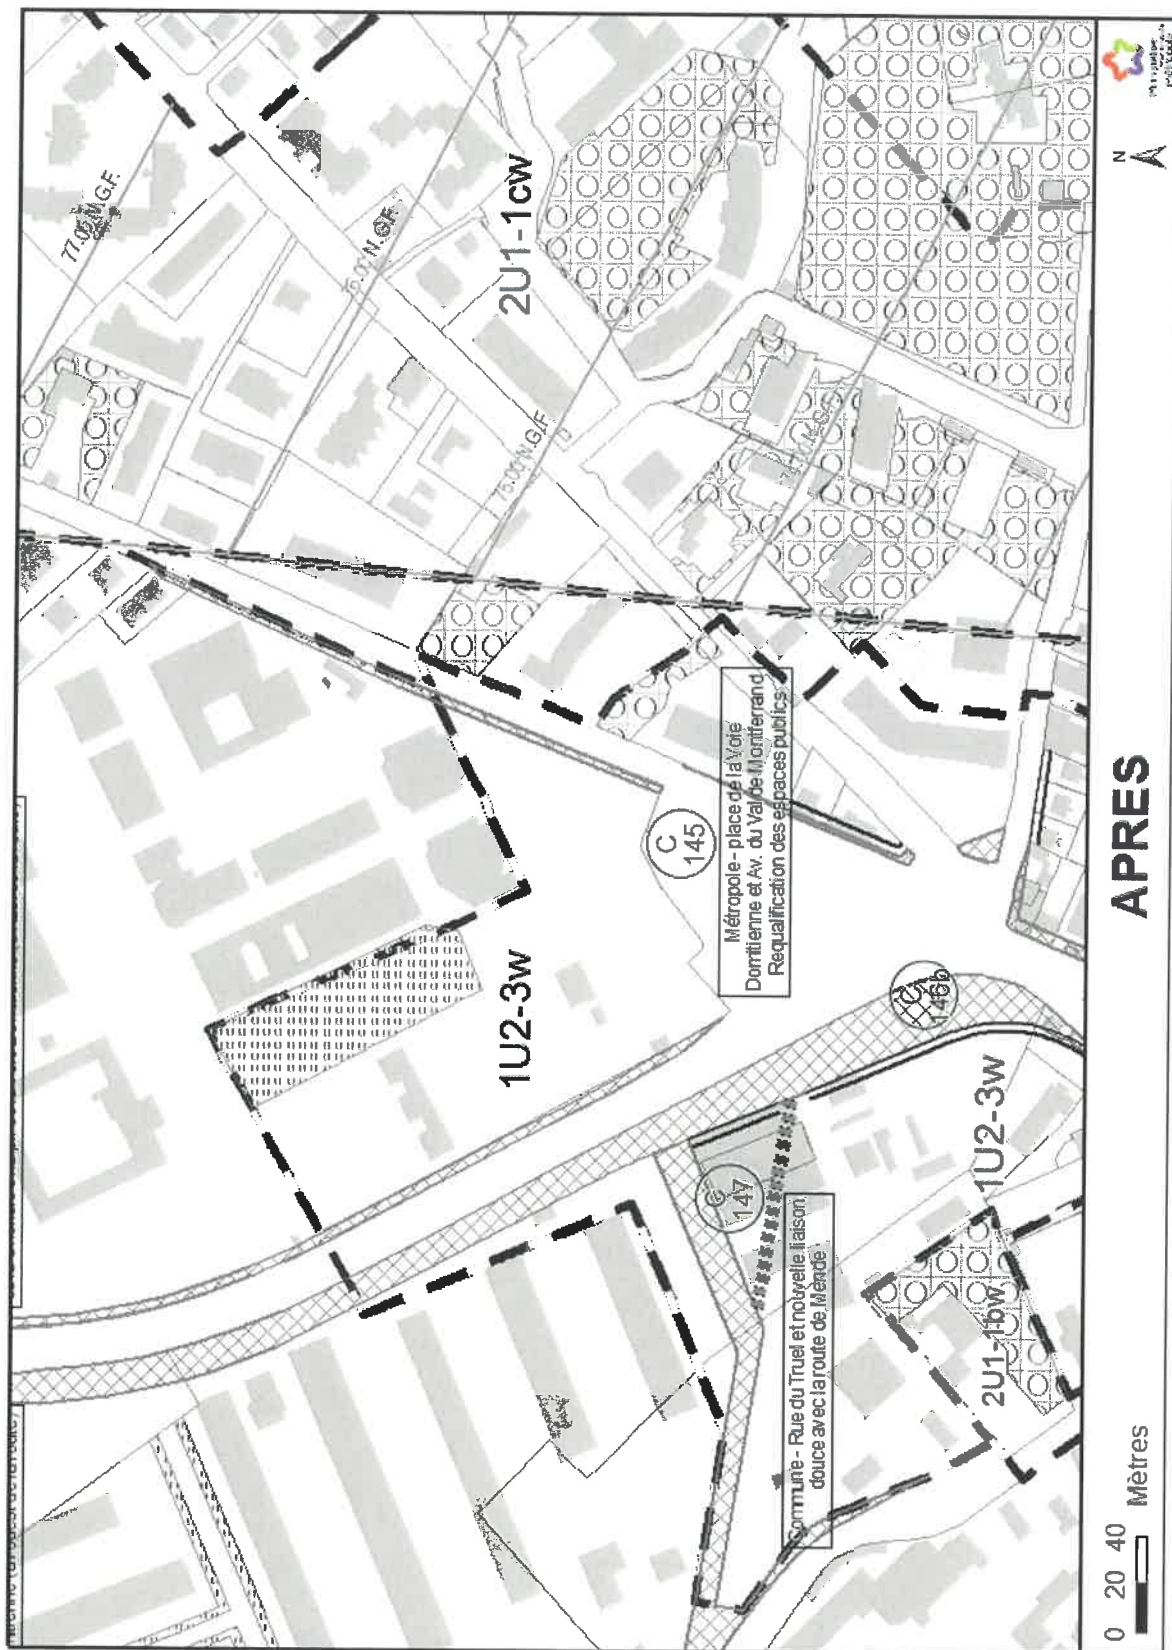 77.00 N.G.F.
N.G.F.
75.00 N.G.F.
2U1-1cw
1U2-3w
C
145
Métropole - place de la Voie
Domitienne et Av. du Val de Montferrand
Requalification des espaces publics
C
146b
1U2-3w
147
Commune - Rue du Truel et nouvelle liaison
douce avec la route de Mende
2U1-1bw
APRES
0 20 40 Mètres
N